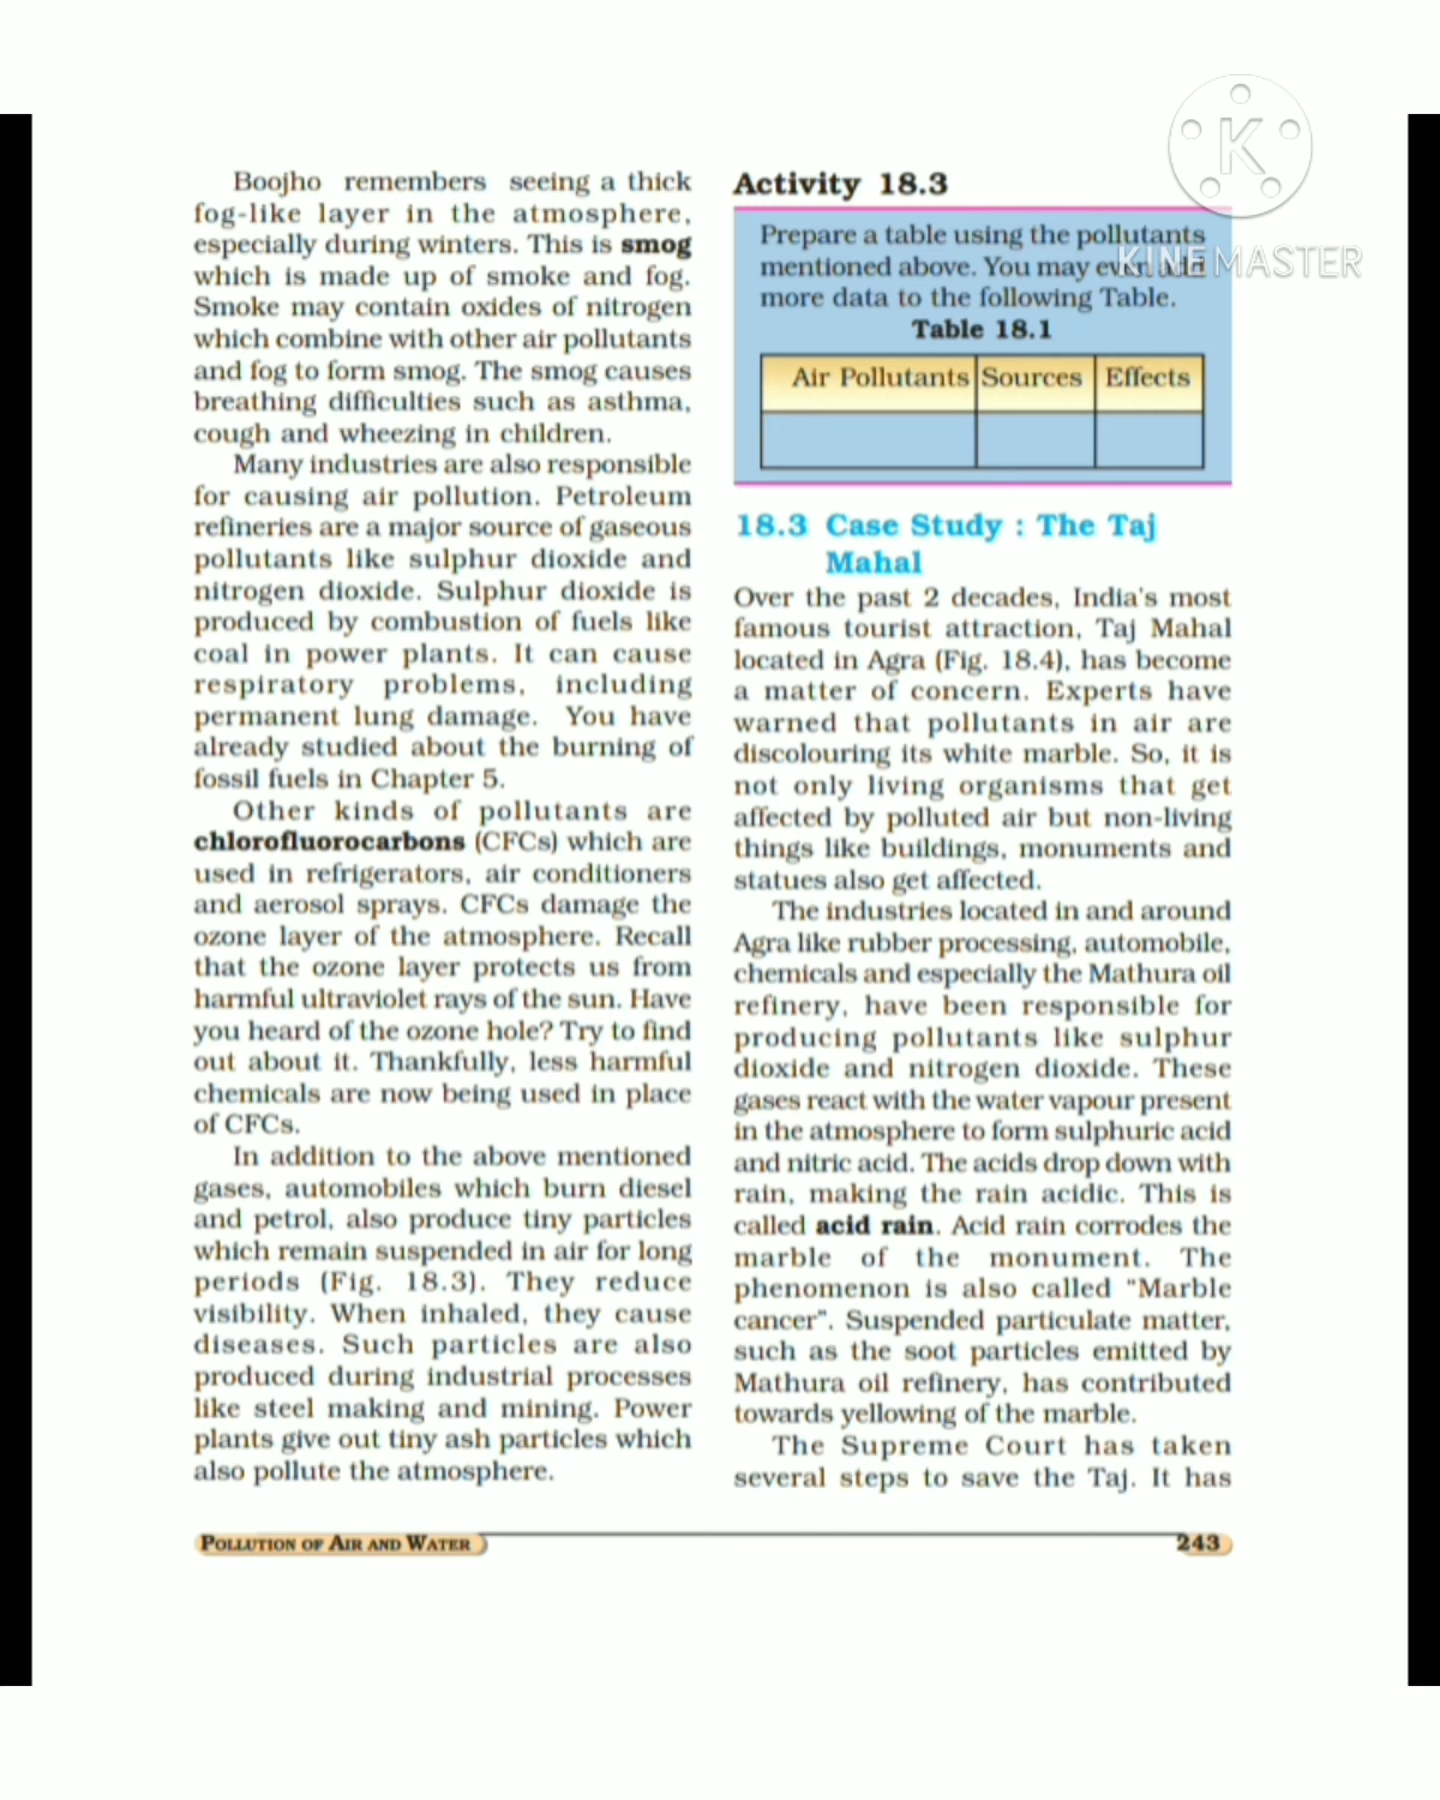 Boojho remembers seeing a thick
fog-like layer in the atmosphere,
especially during winters. This is smog
which is made up of smoke and fog.
Smoke may contain oxides of nitrogen
which combine with other air pollutants
and fog to form smog. The smog causes
breathing difficulties such as asthma,
cough and wheezing in children.
Many industries are also responsible
for causing air pollution. Petroleum
refineries are a major source of gaseous
pollutants like sulphur dioxide and
nitrogen dioxide. Sulphur dioxide is
produced by combustion of fuels like
coal in power plants. It can cause
respiratory problems, including
permanent lung damage. You have
already studied about the burning of
fossil fuels in Chapter 5.
Other kinds of pollutants are
chlorofluorocarbons (CFCs) which are
used in refrigerators, air conditioners
and aerosol sprays. CFCs damage the
ozone layer of the atmosphere. Recall
that the ozone layer protects us from
harmful ultraviolet rays of the sun. Have
you heard of the ozone hole? Try to find
out about it. Thankfully, less harmful
chemicals are now being used in place
of CFCs.
In addition to the above mentioned
gases, automobiles which burn diesel
and petrol, also produce tiny particles
which remain suspended in air for long
periods (Fig. 18.3). They reduce
visibility. When inhaled, they cause
diseases. Such particles are also
produced during industrial processes
like steel making and mining. Power
plants give out tiny ash particles which
also pollute the atmosphere.
Activity 18.3
Prepare a table using the pollutants
mentioned above. You may even add
more data to the following Table.
Table 18.1
Air Pollutants Sources Effects
18.3 Case Study : The Taj
Mahal
Over the past 2 decades, India's most
famous tourist attraction, Taj Mahal
located in Agra (Fig. 18.4), has become
a matter of concern. Experts have
warned that pollutants in air are
discolouring its white marble. So, it is
not only living organisms that get
affected by polluted air but non-living
things like buildings, monuments and
statues also get affected.
The industries located in and around
Agra like rubber processing, automobile,
chemicals and especially the Mathura oil
refinery, have been responsible for
producing pollutants like sulphur
dioxide and nitrogen dioxide. These
gases react with the water vapour present
in the atmosphere to form sulphuric acid
and nitric acid. The acids drop down with
rain, making the rain acidic. This is
called acid rain. Acid rain corrodes the
marble of the monument. The
phenomenon is also called "Marble
cancer". Suspended particulate matter,
such as the soot particles emitted by
Mathura oil refinery, has contributed
towards yellowing of the marble.
The Supreme Court has taken
several steps to save the Taj. It has
POLLUTION OF AIR AND WATER
243
K
KINEMASTER